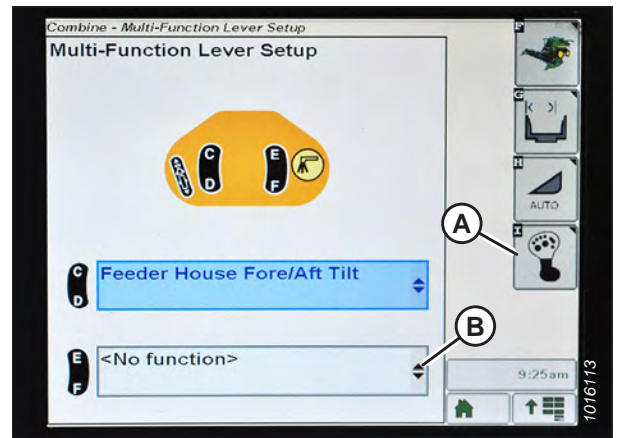 Combine - Multi-Function Lever Setup
Multi-Function Lever Setup
F
G
H
AUTO
I
A
C
D
E
F
C
D
Feeder House Fore/Aft Tilt
B
E
F
<No function>
9:25am
1016113